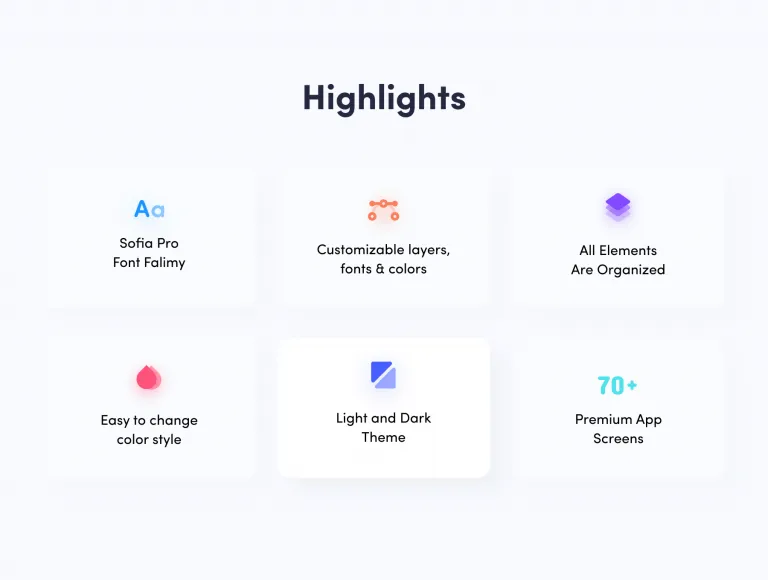 Highlights
Aa
Sofia Pro
Font Falimy
Customizable layers,
fonts & colors
All Elements
Are Organized
Easy to change
color style
Light and Dark
Theme
70+
Premium App
Screens